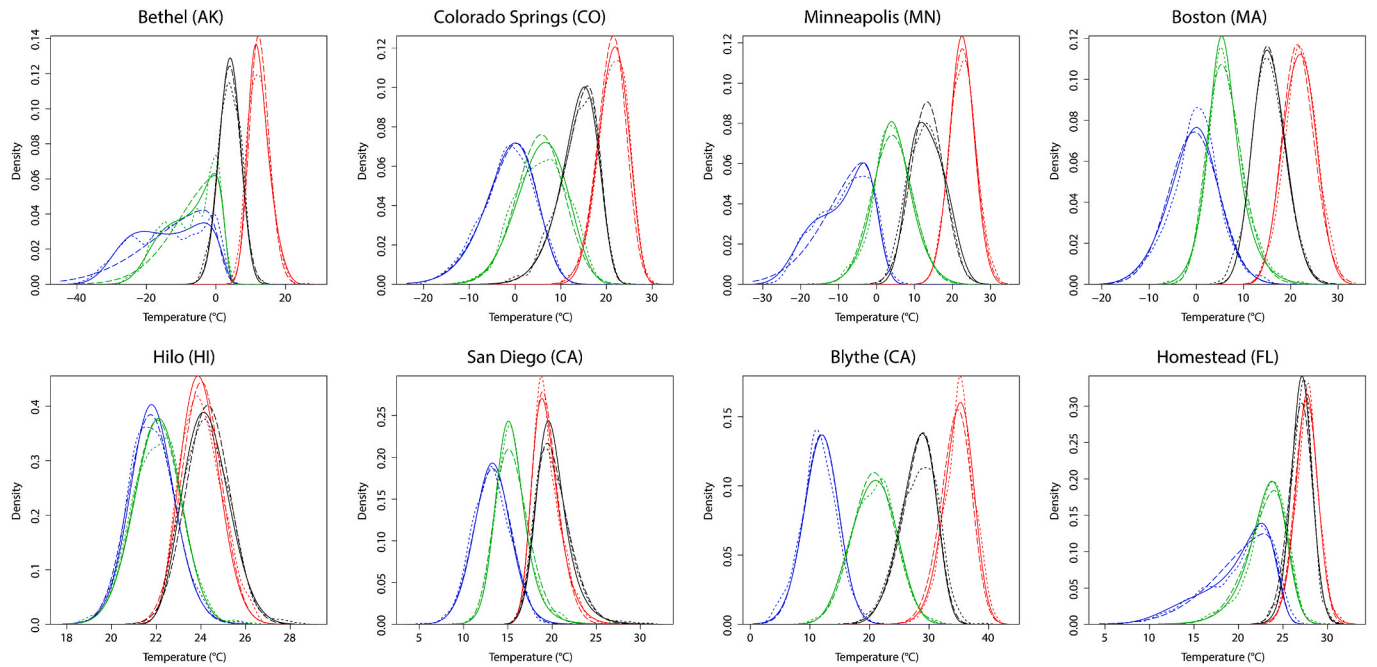 Bethel (AK)
Colorado Springs (CO)
Minneapolis (MN)
Boston (MA)
Density
0.00 0.02 0.04 0.06 0.08 0.10 0.12 0.14
−40 −20 0 20
Temperature (°C)
Density
0.00 0.02 0.04 0.06 0.08 0.10 0.12
−20 −10 0 10 20 30
Temperature (°C)
Density
0.00 0.02 0.04 0.06 0.08 0.10 0.12
−30 −20 −10 0 10 20 30
Temperature (°C)
Density
0.00 0.02 0.04 0.06 0.08 0.10 0.12
−20 −10 0 10 20 30
Temperature (°C)
Hilo (HI)
San Diego (CA)
Blythe (CA)
Homestead (FL)
Density
0.0 0.1 0.2 0.3 0.4
18 20 22 24 26 28
Temperature (°C)
Density
0.00 0.05 0.10 0.15 0.20 0.25
5 10 15 20 25 30
Temperature (°C)
Density
0.00 0.05 0.10 0.15
0 10 20 30 40
Temperature (°C)
Density
0.00 0.05 0.10 0.15 0.20 0.25 0.30
5 10 15 20 25 30
Temperature (°C)